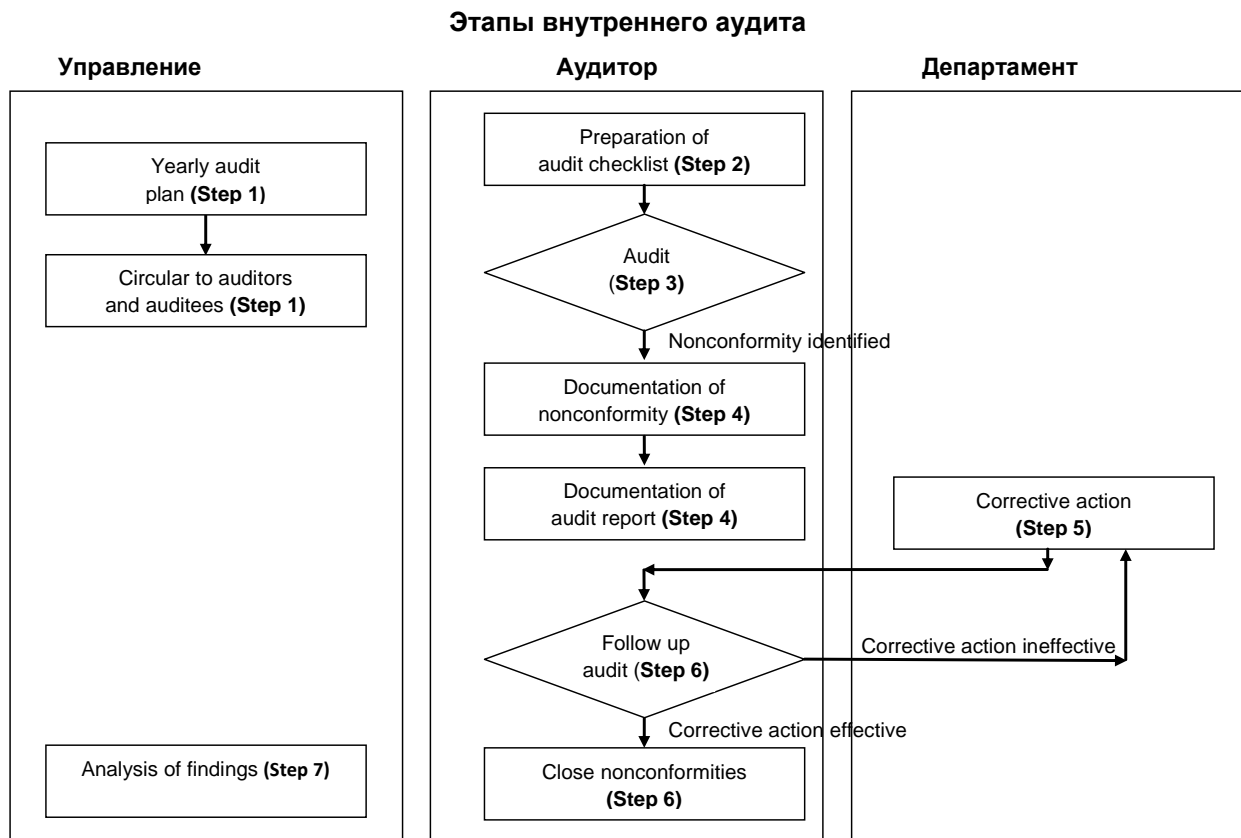 Этапы внутреннего аудита
Управление
Аудитор
Департамент
Yearly audit
plan (Step 1)
Circular to auditors
and auditees (Step 1)
Analysis of findings (Step 7)
Preparation of
audit checklist (Step 2)
Audit
(Step 3)
Nonconformity identified
Documentation of
nonconformity (Step 4)
Documentation of
audit report (Step 4)
Corrective action
(Step 5)
Follow up
audit (Step 6)
Corrective action ineffective
Corrective action effective
Close nonconformities
(Step 6)